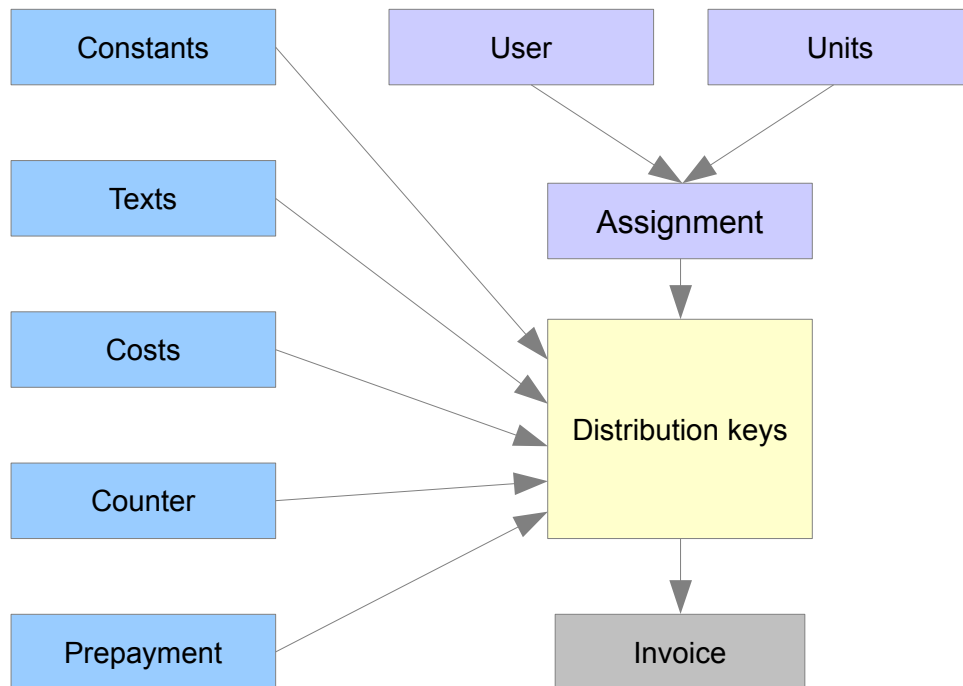 Constants
User
Units
Texts
Assignment
Costs
Distribution keys
Counter
Prepayment
Invoice